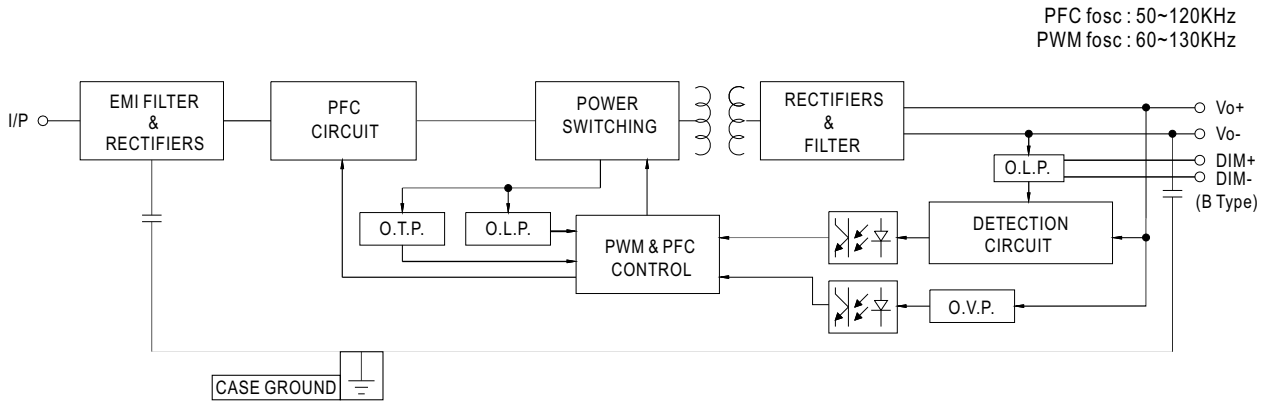 PFC fosc : 50~120KHz
PWM fosc : 60~130KHz
I/P
EMI FILTER
&
RECTIFIERS
PFC
CIRCUIT
POWER
SWITCHING
RECTIFIERS
&
FILTER
Vo+
Vo-
DIM+
DIM-
(B Type)
O.L.P.
O.T.P.
O.L.P.
PWM & PFC
CONTROL
DETECTION
CIRCUIT
O.V.P.
CASE GROUND